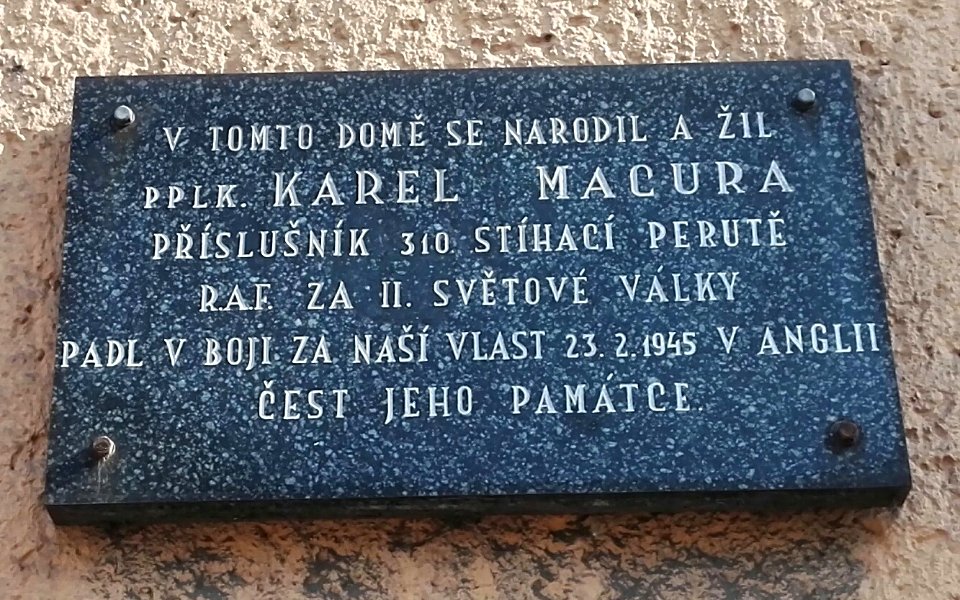 V TOMTO DOMĚ SE NARODIL A ŽIL
PPLK. KAREL MACURA
PŘÍSLUŠNÍK 310. STÍHACÍ PERUTĚ
R.A.F. ZA II. SVĚTOVÉ VÁLKY
PADL V BOJI ZA NAŠÍ VLAST 23. 2. 1945 V ANGLII
ČEST JEHO PAMÁTCE.